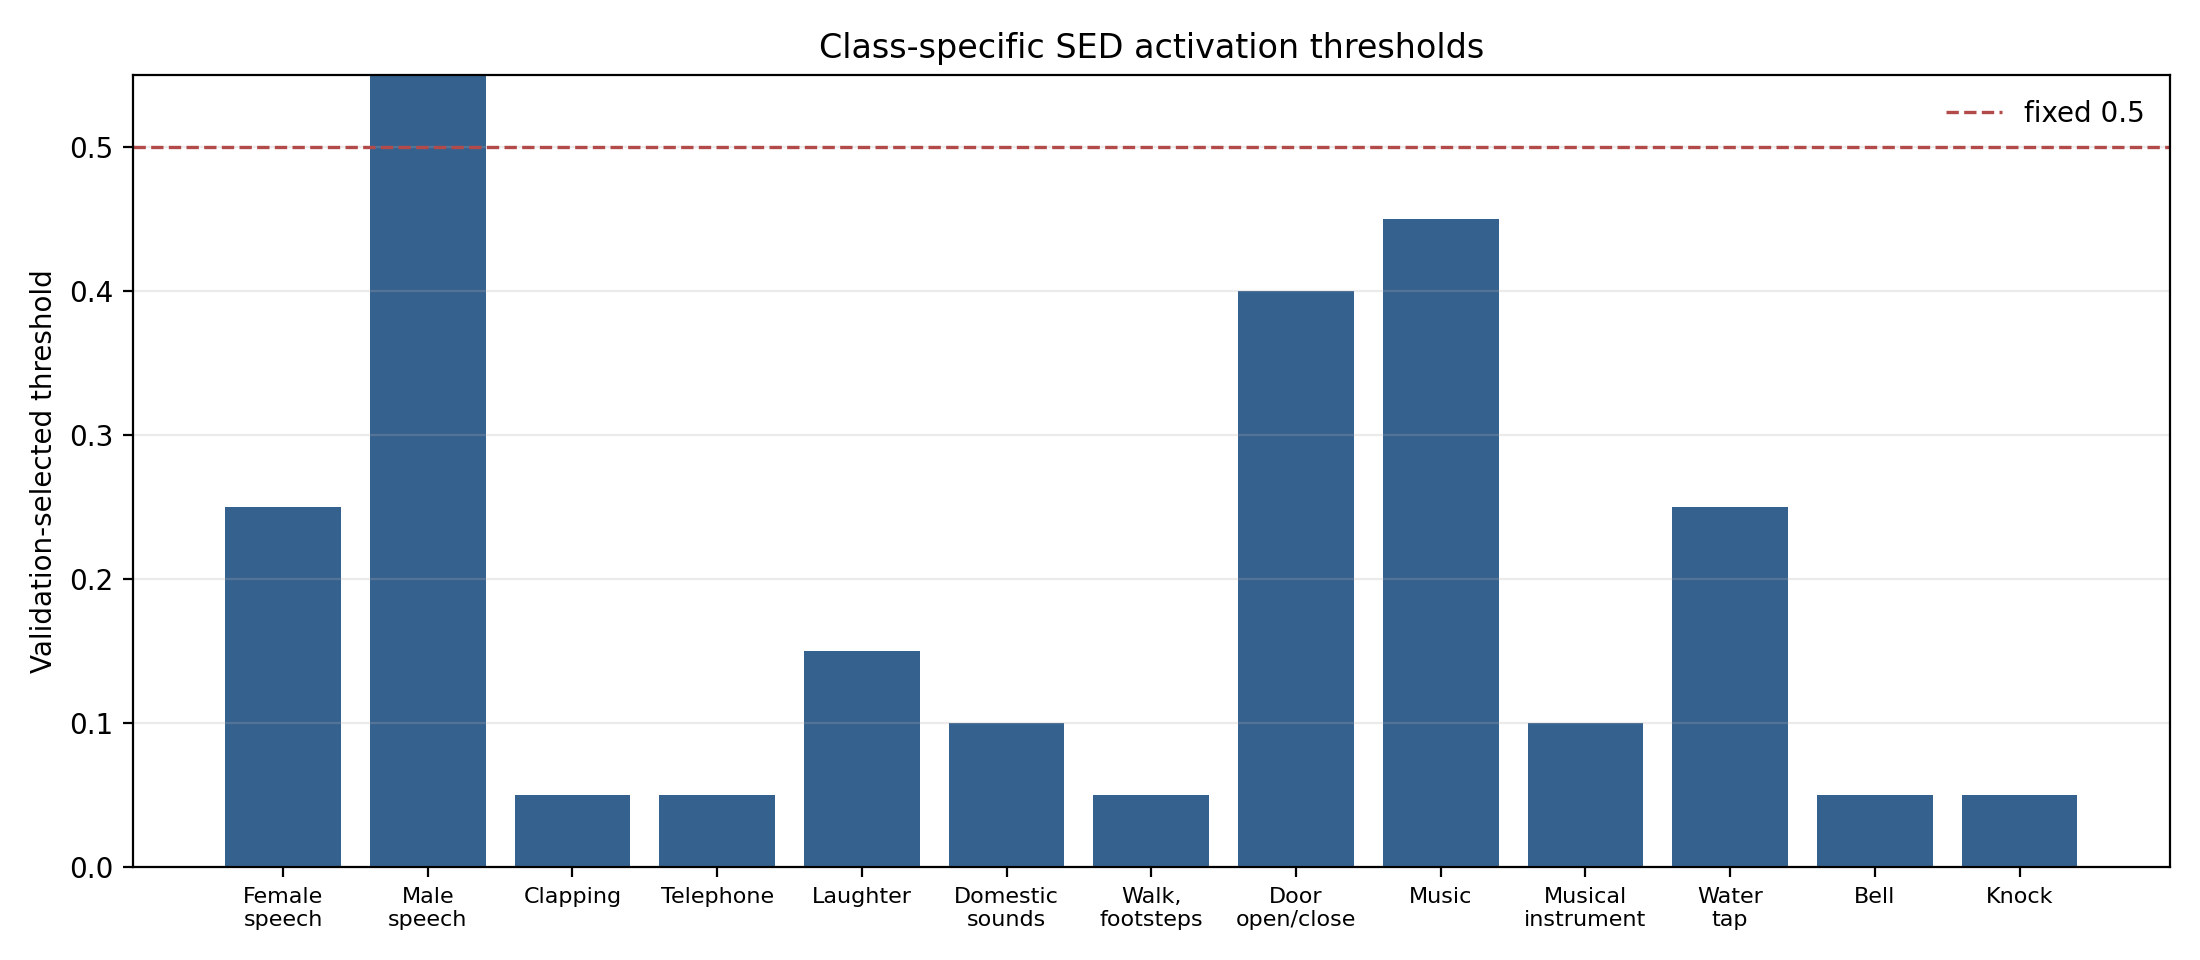 Class-specific SED activation thresholds
fixed 0.5
Validation-selected threshold
0.5
0.4
0.3
0.2
0.1
0.0
Female
speech
Male
speech
Clapping
Telephone
Laughter
Domestic
sounds
Walk,
footsteps
Door
open/close
Music
Musical
instrument
Water
tap
Bell
Knock